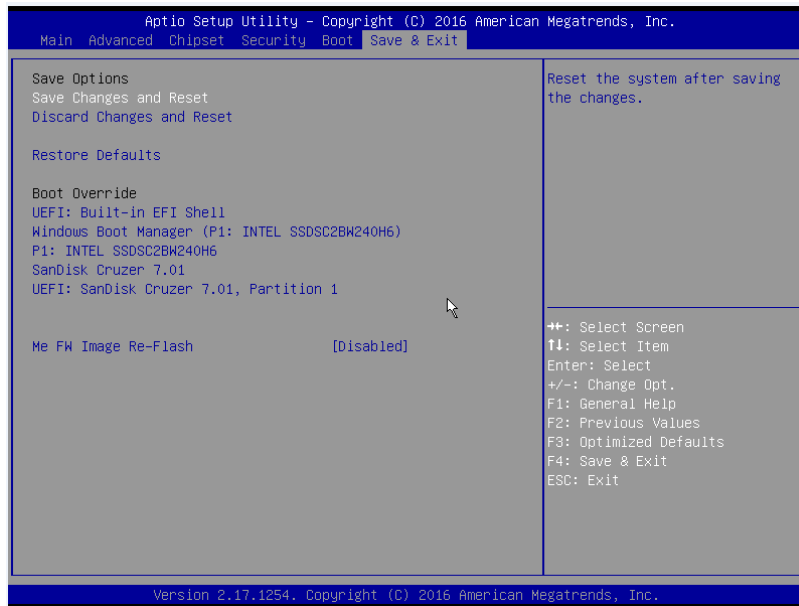 Aptio Setup Utility - Copyright (C) 2016 American Megatrends, Inc.
Main Advanced Chipset Security Boot Save & Exit
Save Options
Save Changes and Reset
Discard Changes and Reset
Restore Defaults
Boot Override
UEFI: Built-in EFI Shell
Windows Boot Manager (P1: INTEL SSDSC2BW240H6)
P1: INTEL SSDSC2BW240H6
SanDisk Cruzer 7.01
UEFI: SanDisk Cruzer 7.01, Partition 1
Me FW Image Re-Flash [Disabled]
Reset the system after saving
the changes.
→←: Select Screen
↑↓: Select Item
Enter: Select
+/-: Change Opt.
F1: General Help
F2: Previous Values
F3: Optimized Defaults
F4: Save & Exit
ESC: Exit
Version 2.17.1254. Copyright (C) 2016 American Megatrends, Inc.